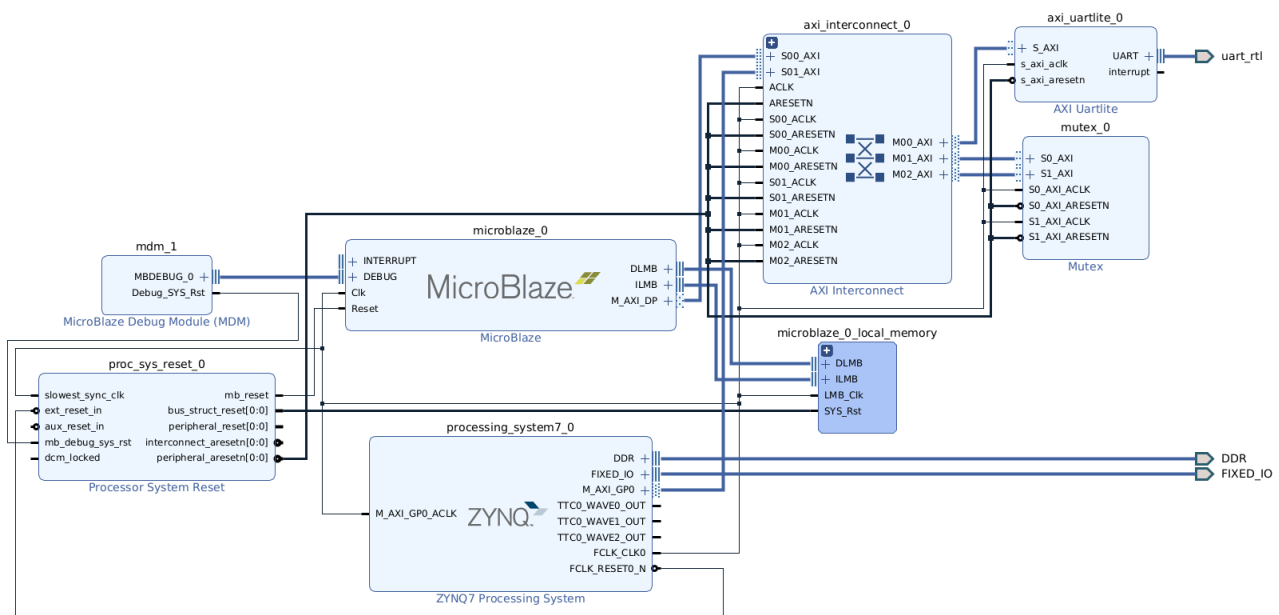 axi_interconnect_0
S00_AXI
S01_AXI
ACLK
ARESETN
S00_ACLK
S00_ARESETN
M00_ACLK
M00_ARESETN
S01_ACLK
S01_ARESETN
M01_ACLK
M01_ARESETN
M02_ACLK
M02_ARESETN
M00_AXI
M01_AXI
M02_AXI
AXI Interconnect
axi_uartlite_0
S_AXI
s_axi_aclk
s_axi_aresetn
UART
interrupt
AXI Uartlite
uart_rtl
mutex_0
S0_AXI
S1_AXI
S0_AXI_ACLK
S0_AXI_ARESETN
S1_AXI_ACLK
S1_AXI_ARESETN
Mutex
mdm_1
MBDEBUG_0
Debug_SYS_Rst
MicroBlaze Debug Module (MDM)
microblaze_0
INTERRUPT
DEBUG
Clk
Reset
MicroBlaze
DLMB
ILMB
M_AXI_DP
MicroBlaze
microblaze_0_local_memory
DLMB
ILMB
LMB_Clk
SYS_Rst
proc_sys_reset_0
slowest_sync_clk
ext_reset_in
aux_reset_in
mb_debug_sys_rst
dcm_locked
mb_reset
bus_struct_reset[0:0]
peripheral_reset[0:0]
interconnect_aresetn[0:0]
peripheral_aresetn[0:0]
Processor System Reset
processing_system7_0
M_AXI_GP0_ACLK
ZYNQ
DDR
FIXED_IO
M_AXI_GP0
TTC0_WAVE0_OUT
TTC0_WAVE1_OUT
TTC0_WAVE2_OUT
FCLK_CLK0
FCLK_RESET0_N
ZYNQ7 Processing System
DDR
FIXED_IO